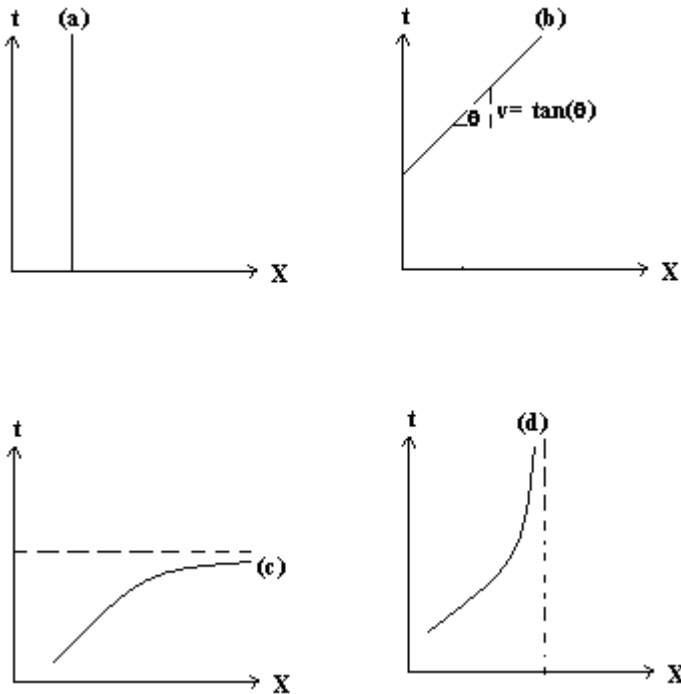 t (a)
X
t (b)
θ v= tan(θ)
X
t
(c)
X
t (d)
X